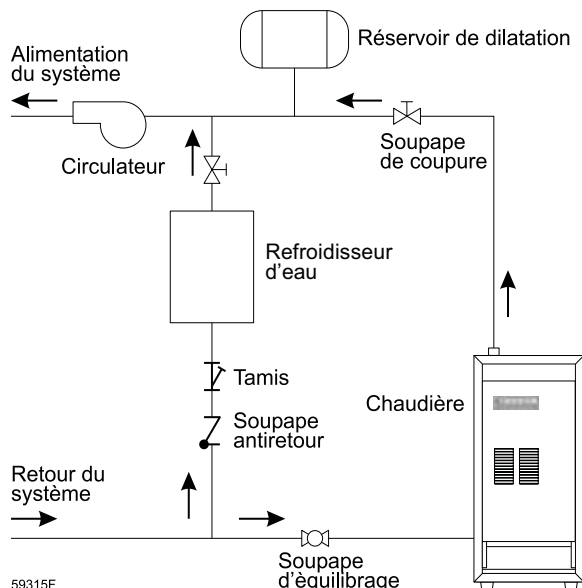 Alimentation
du système
Réservoir de dilatation
Circulateur
Soupape
de coupure
Refroidisseur
d'eau
Tamis
Chaudière
Soupape
antiretour
Retour du
système
Soupape
d'èquilibrage
59315F